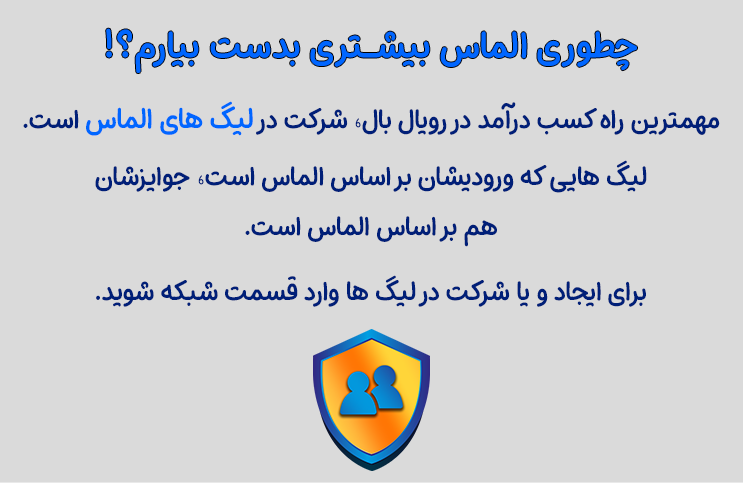 چطوری الماس بیشتری بدست بیارم؟!
مهمترین راه کسب درآمد در رویال بال، شرکت در لیگ های الماس است.
لیگ هایی که ورودیشان بر اساس الماس است، جوایزشان
هم بر اساس الماس است.
برای ایجاد و یا شرکت در لیگ ها وارد قسمت شبکه شوید.